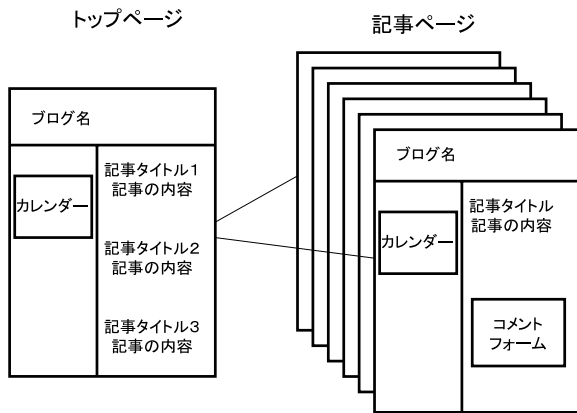 トップページ
記事ページ
ブログ名
カレンダー
記事タイトル1
記事の内容
記事タイトル2
記事の内容
記事タイトル3
記事の内容
ブログ名
カレンダー
記事タイトル
記事の内容
コメント
フォーム